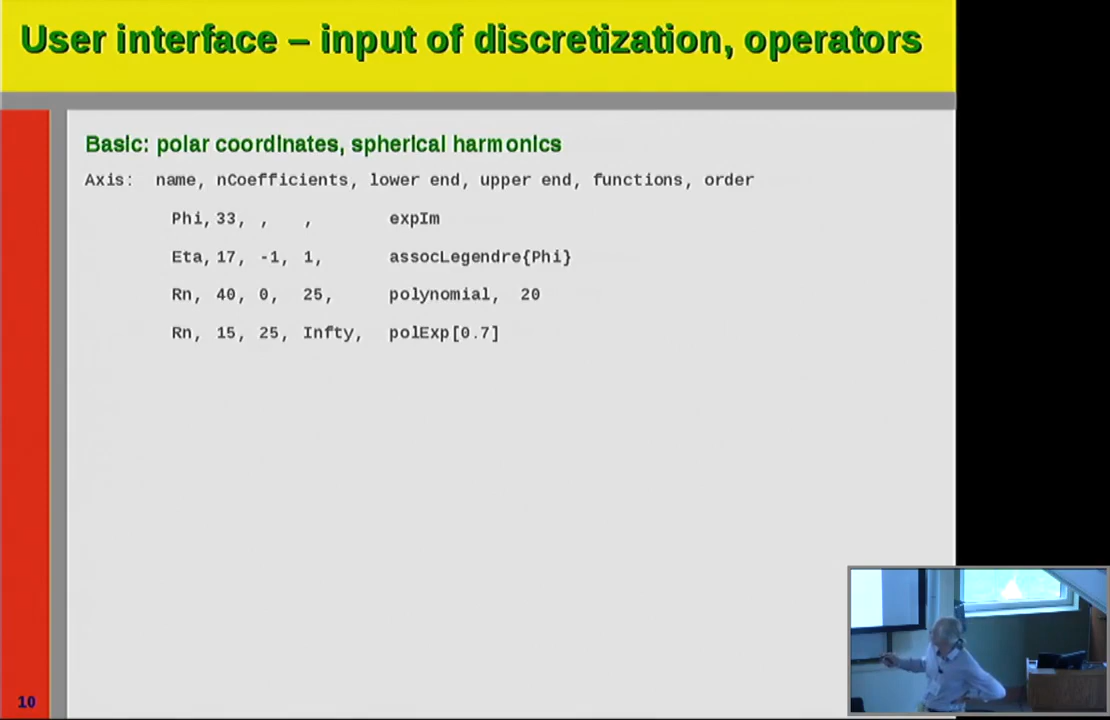 User interface – input of discretization, operators
Basic: polar coordinates, spherical harmonics
Axis: name, nCoefficients, lower end, upper end, functions, order
Phi, 33, , , expIm
Eta, 17, -1, 1, assocLegendre{Phi}
Rn, 40, 0, 25, polynomial, 20
Rn, 15, 25, Infty, polExp[0.7]
10